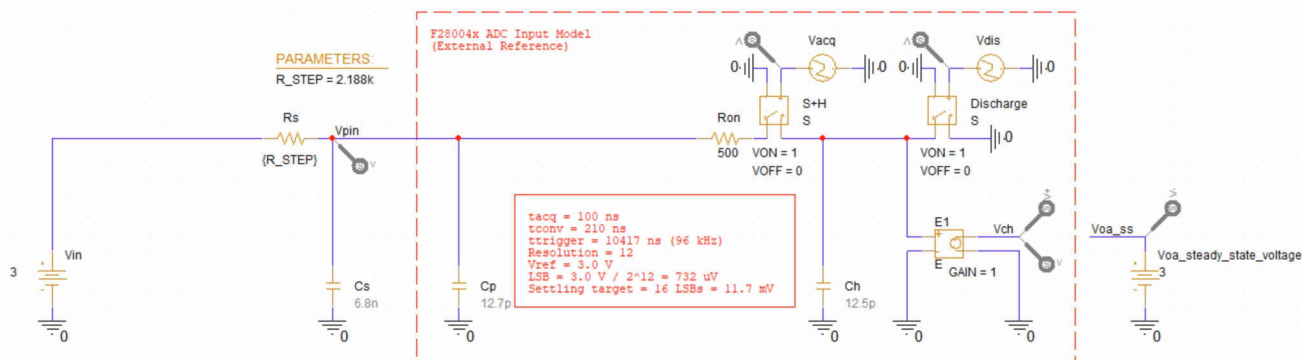 F28004x ADC Input Model
(External Reference)
Vacq
Vdis
0
0
0
0
PARAMETERS:
R_STEP = 2.188k
S+H
S
Discharge
S
Rs
Vpin
Ron
0
{R_STEP}
V
500
VON = 1
VOFF = 0
VON = 1
VOFF = 0
tacq = 100 ns
tconv = 210 ns
ttrigger = 10417 ns (96 kHz)
Resolution = 12
Vref = 3.0 V
LSB = 3.0 V / 2^12 = 732 uV
Settling target = 16 LSBs = 11.7 mV
V+
V-
E1
Vch
Voa_ss
Vin
3
E
GAIN = 1
V
Voa_steady_state_voltage
3
Cs
6.8n
Cp
12.7p
Ch
12.5p
0
0
0
0
0
0
0